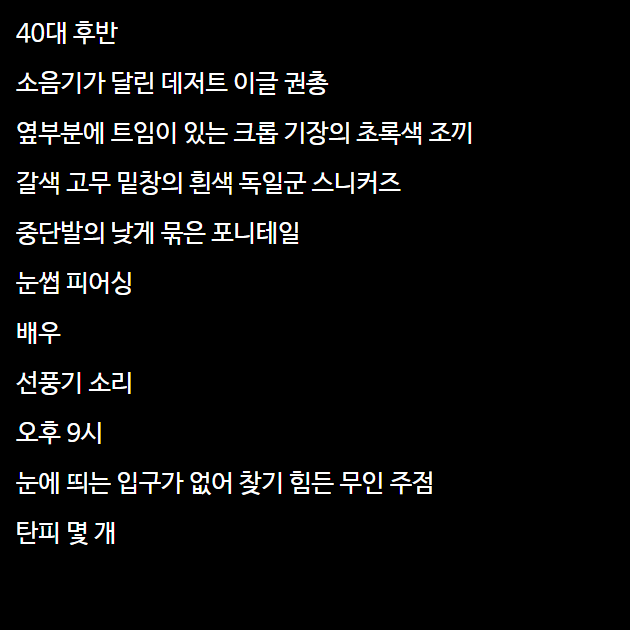 40대 후반
소음기가 달린 데저트 이글 권총
옆부분에 트임이 있는 크롭 기장의 초록색 조끼
갈색 고무 밑창의 흰색 독일군 스니커즈
중단발의 낮게 묶은 포니테일
눈썹 피어싱
배우
선풍기 소리
오후 9시
눈에 띄는 입구가 없어 찾기 힘든 무인 주점
탄피 몇 개